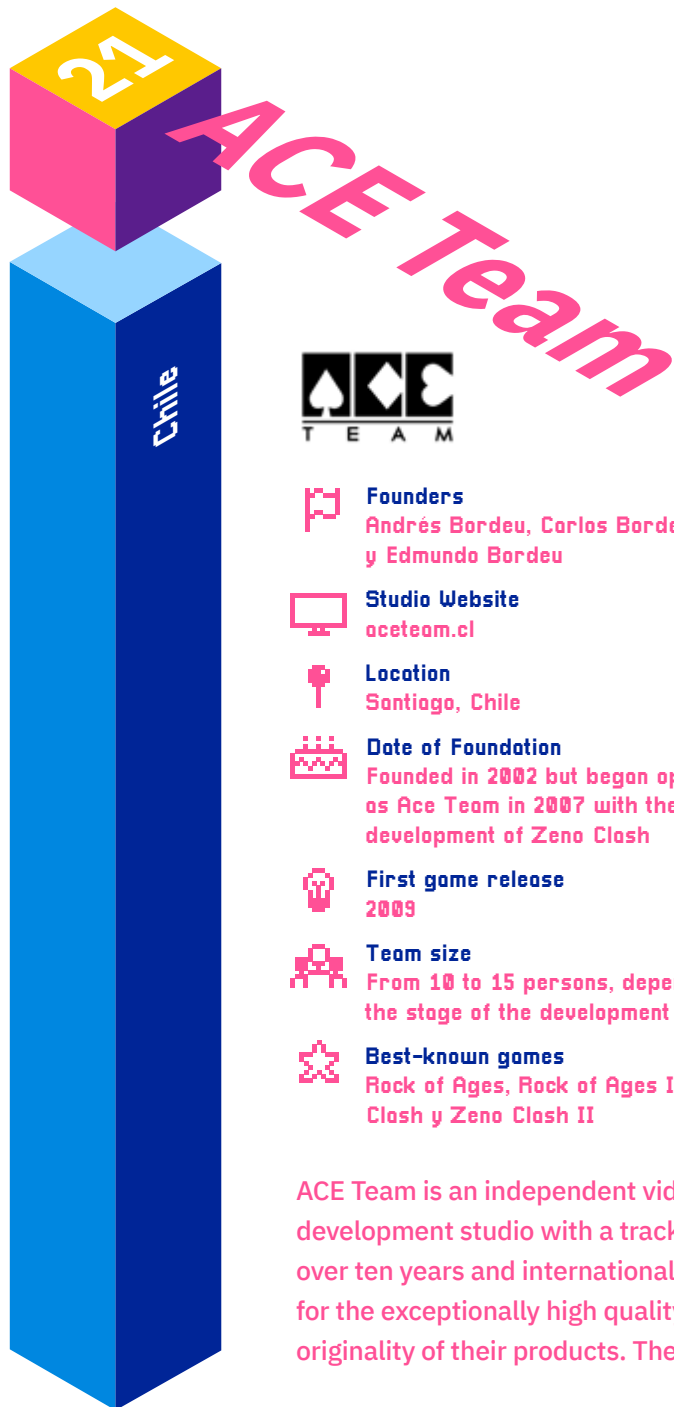 21
ACE Team
Chile
ACE
TEAM
Founders
Andrés Bordeu, Carlos
y Edmundo Bordeu
Studio Website
aceteam.cl
Location
Santiago, Chile
Date of Foundation
Founded in 2002 but began
as Ace Team in 2007 with the
development of Zeno Clash
First game release
2009
Team size
From 10 to 15 persons,
the stage of the development
Best-known games
Rock of Ages, Rock of Ages
Clash y Zeno Clash II
ACE Team is an independent
development studio with a track
over ten years and international
for the exceptionally high quality
originality of their products. The